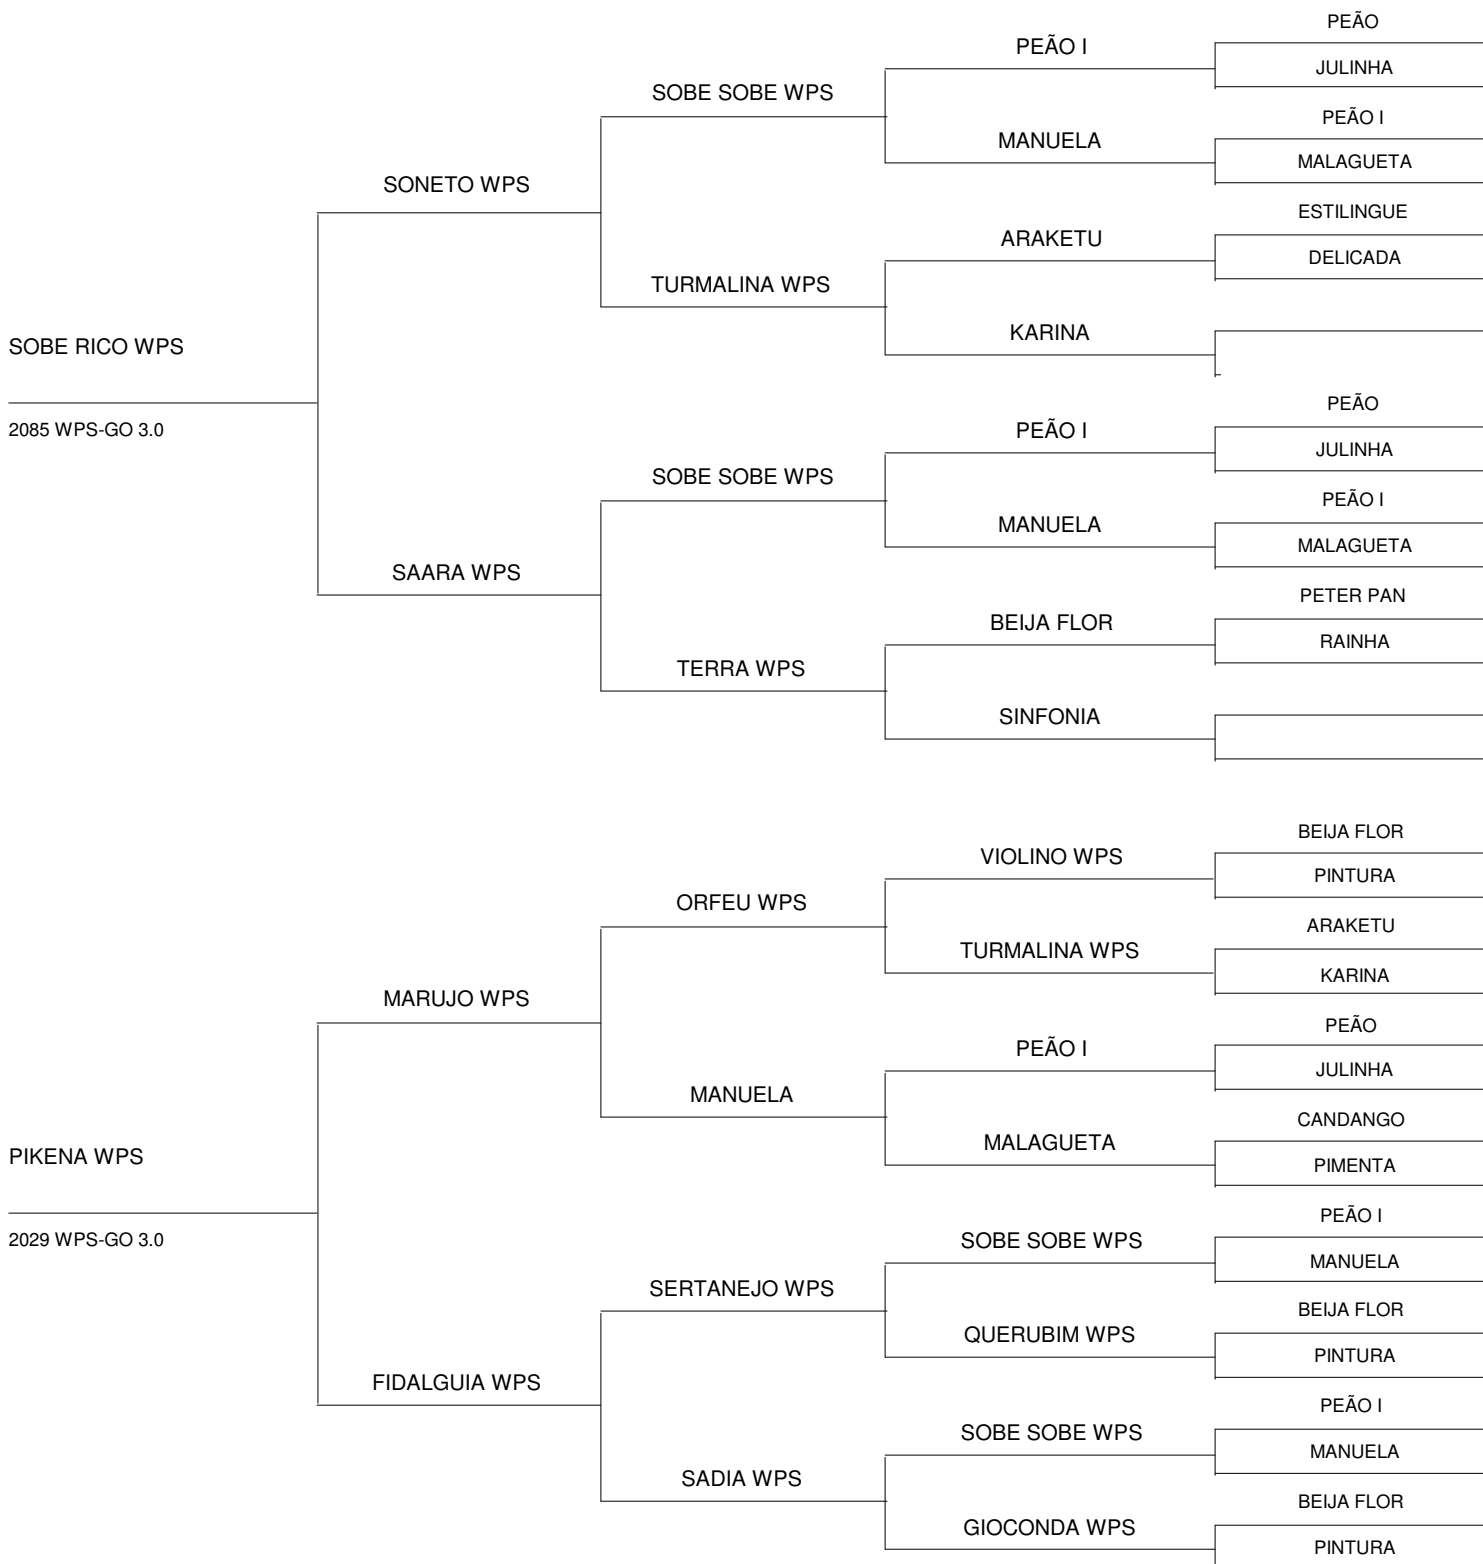 PEÃO
PEÃO I
JULINHA
SOBE SOBE WPS
PEÃO I
MANUELA
MALAGUETA
SONETO WPS
ESTILINGUE
ARAKETU
DELICADA
TURMALINA WPS
KARINA
SOBE RICO WPS
PEÃO
2085 WPS-GO 3.0
PEÃO I
JULINHA
SOBE SOBE WPS
PEÃO I
MANUELA
MALAGUETA
SAARA WPS
PETER PAN
BEIJA FLOR
RAINHA
TERRA WPS
SINFONIA
BEIJA FLOR
VIOLINO WPS
PINTURA
ORFEU WPS
ARAKETU
TURMALINA WPS
KARINA
MARUJO WPS
PEÃO
PEÃO I
JULINHA
MANUELA
CANDANGO
MALAGUETA
PIKENA WPS
PIMENTA
PEÃO I
2029 WPS-GO 3.0
SOBE SOBE WPS
MANUELA
SERTANEJO WPS
BEIJA FLOR
QUERUBIM WPS
PINTURA
FIDALGUIA WPS
PEÃO I
SOBE SOBE WPS
MANUELA
SADIA WPS
BEIJA FLOR
GIOCONDA WPS
PINTURA